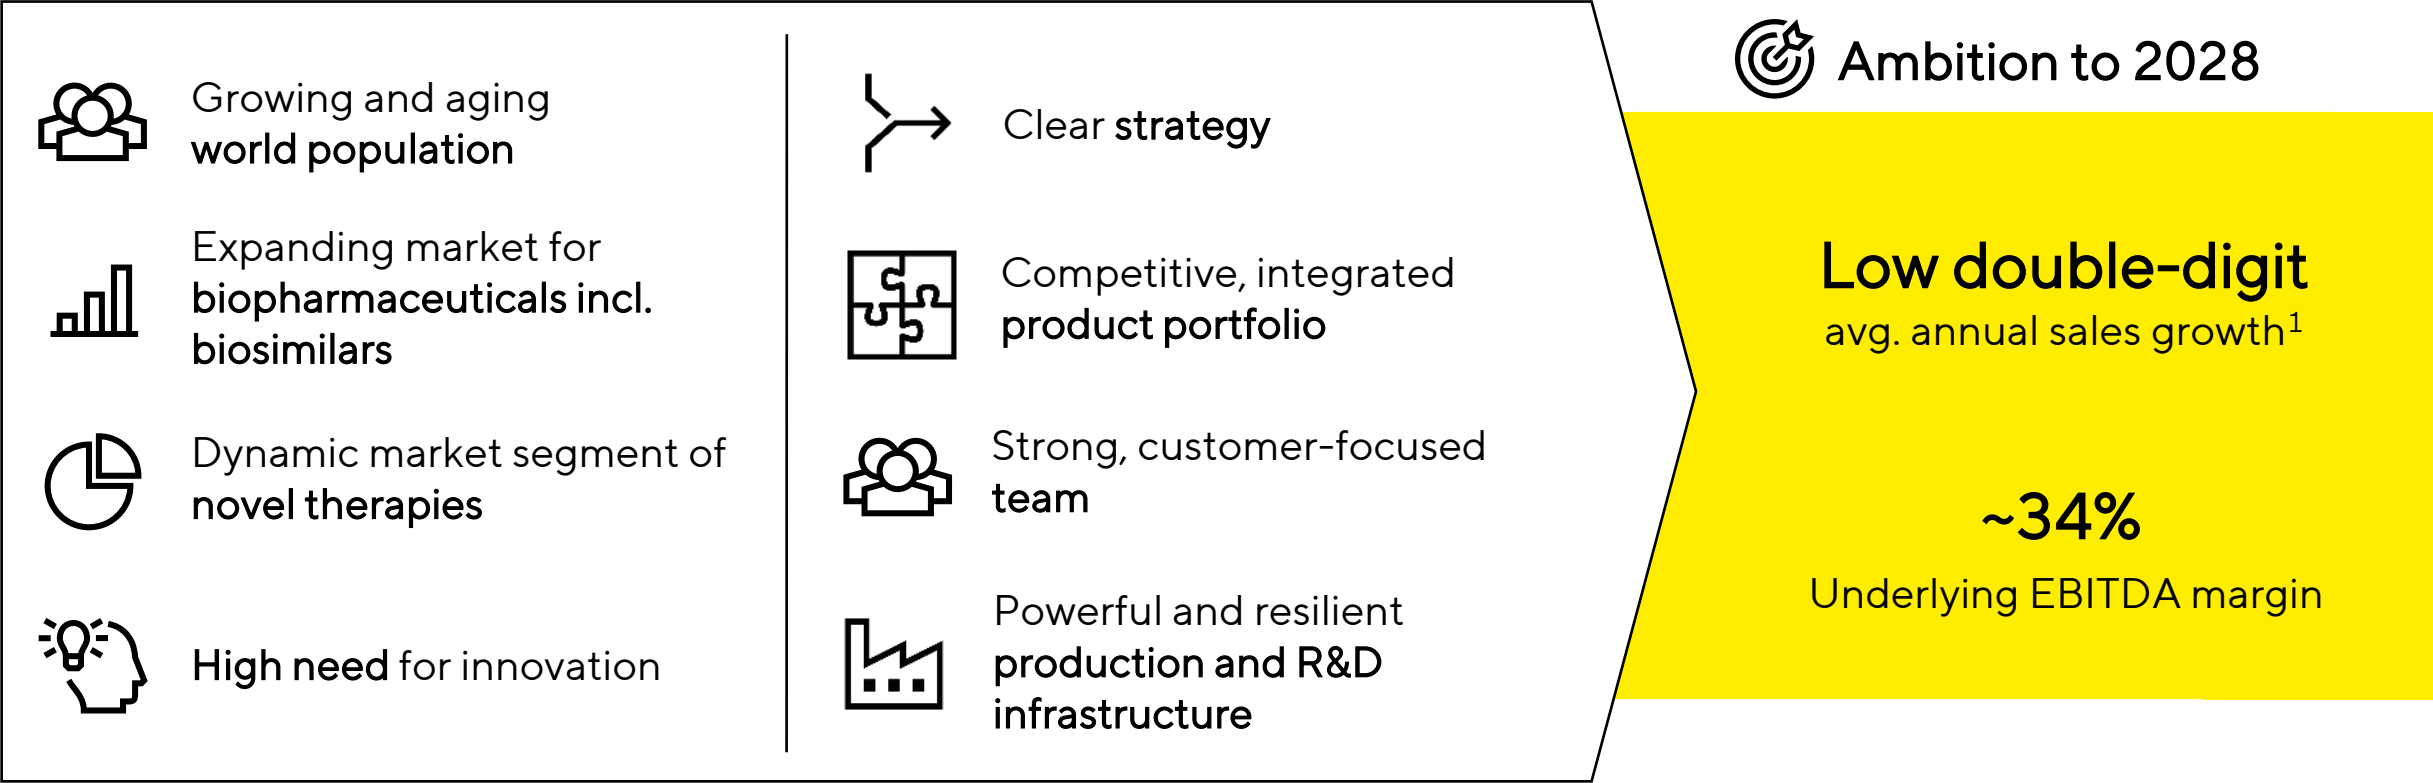 Growing and aging
world population
Expanding market for
biopharmaceuticals incl.
biosimilars
Dynamic market segment of
novel therapies
High need for innovation
Clear strategy
Competitive, integrated
product portfolio
Strong, customer-focused
team
Powerful and resilient
production and R&D
infrastructure
Ambition to 2028
Low double-digit
avg. annual sales growth¹
~34%
Underlying EBITDA margin